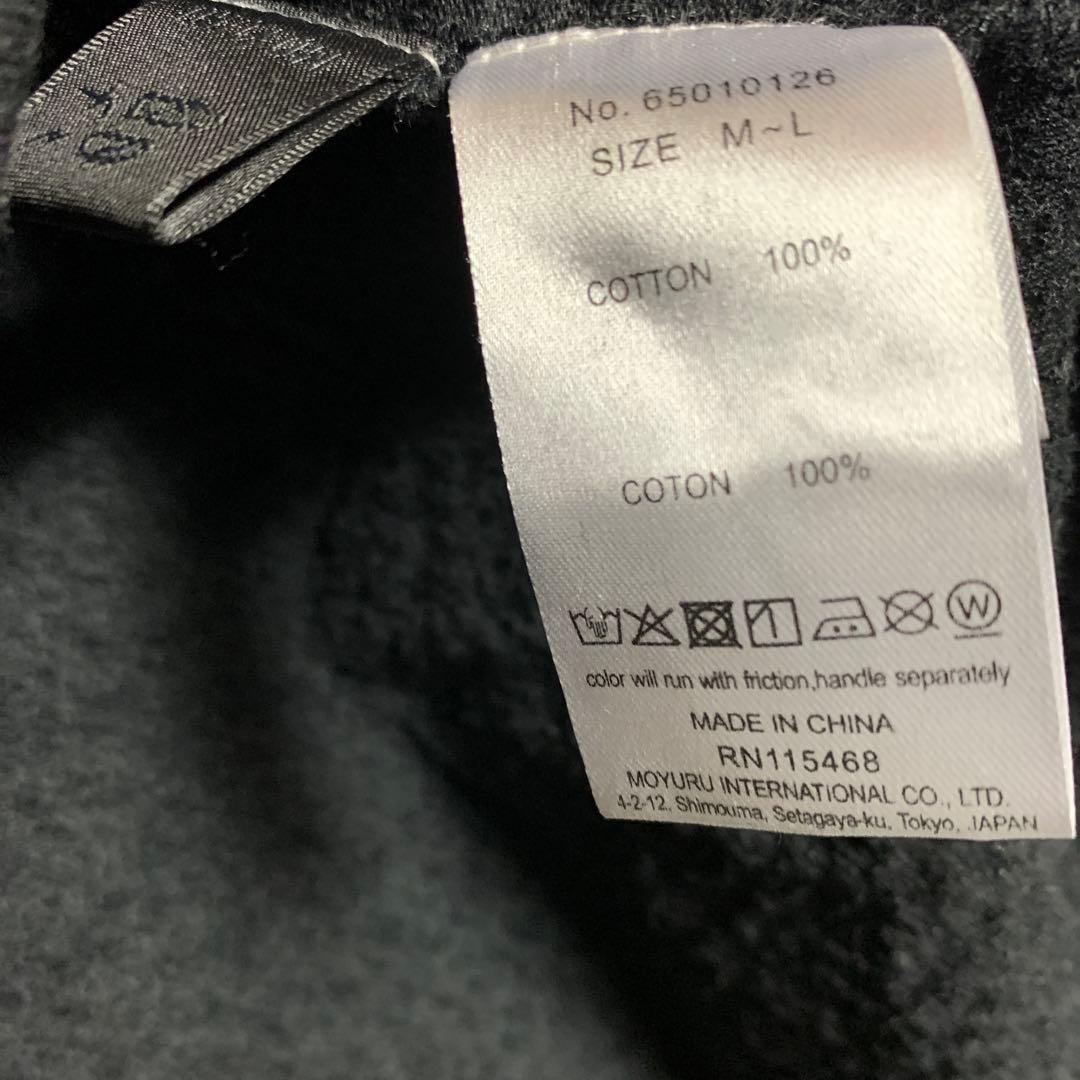 No. 65010126
SIZE M~L
COTTON 100%
COTON 100%
W
color will run with friction,handle separately
MADE IN CHINA
RN115468
MOYURU INTERNATIONAL CO., LTD.
4-2-12, Shimouma, Setagaya-ku, Tokyo, JAPAN